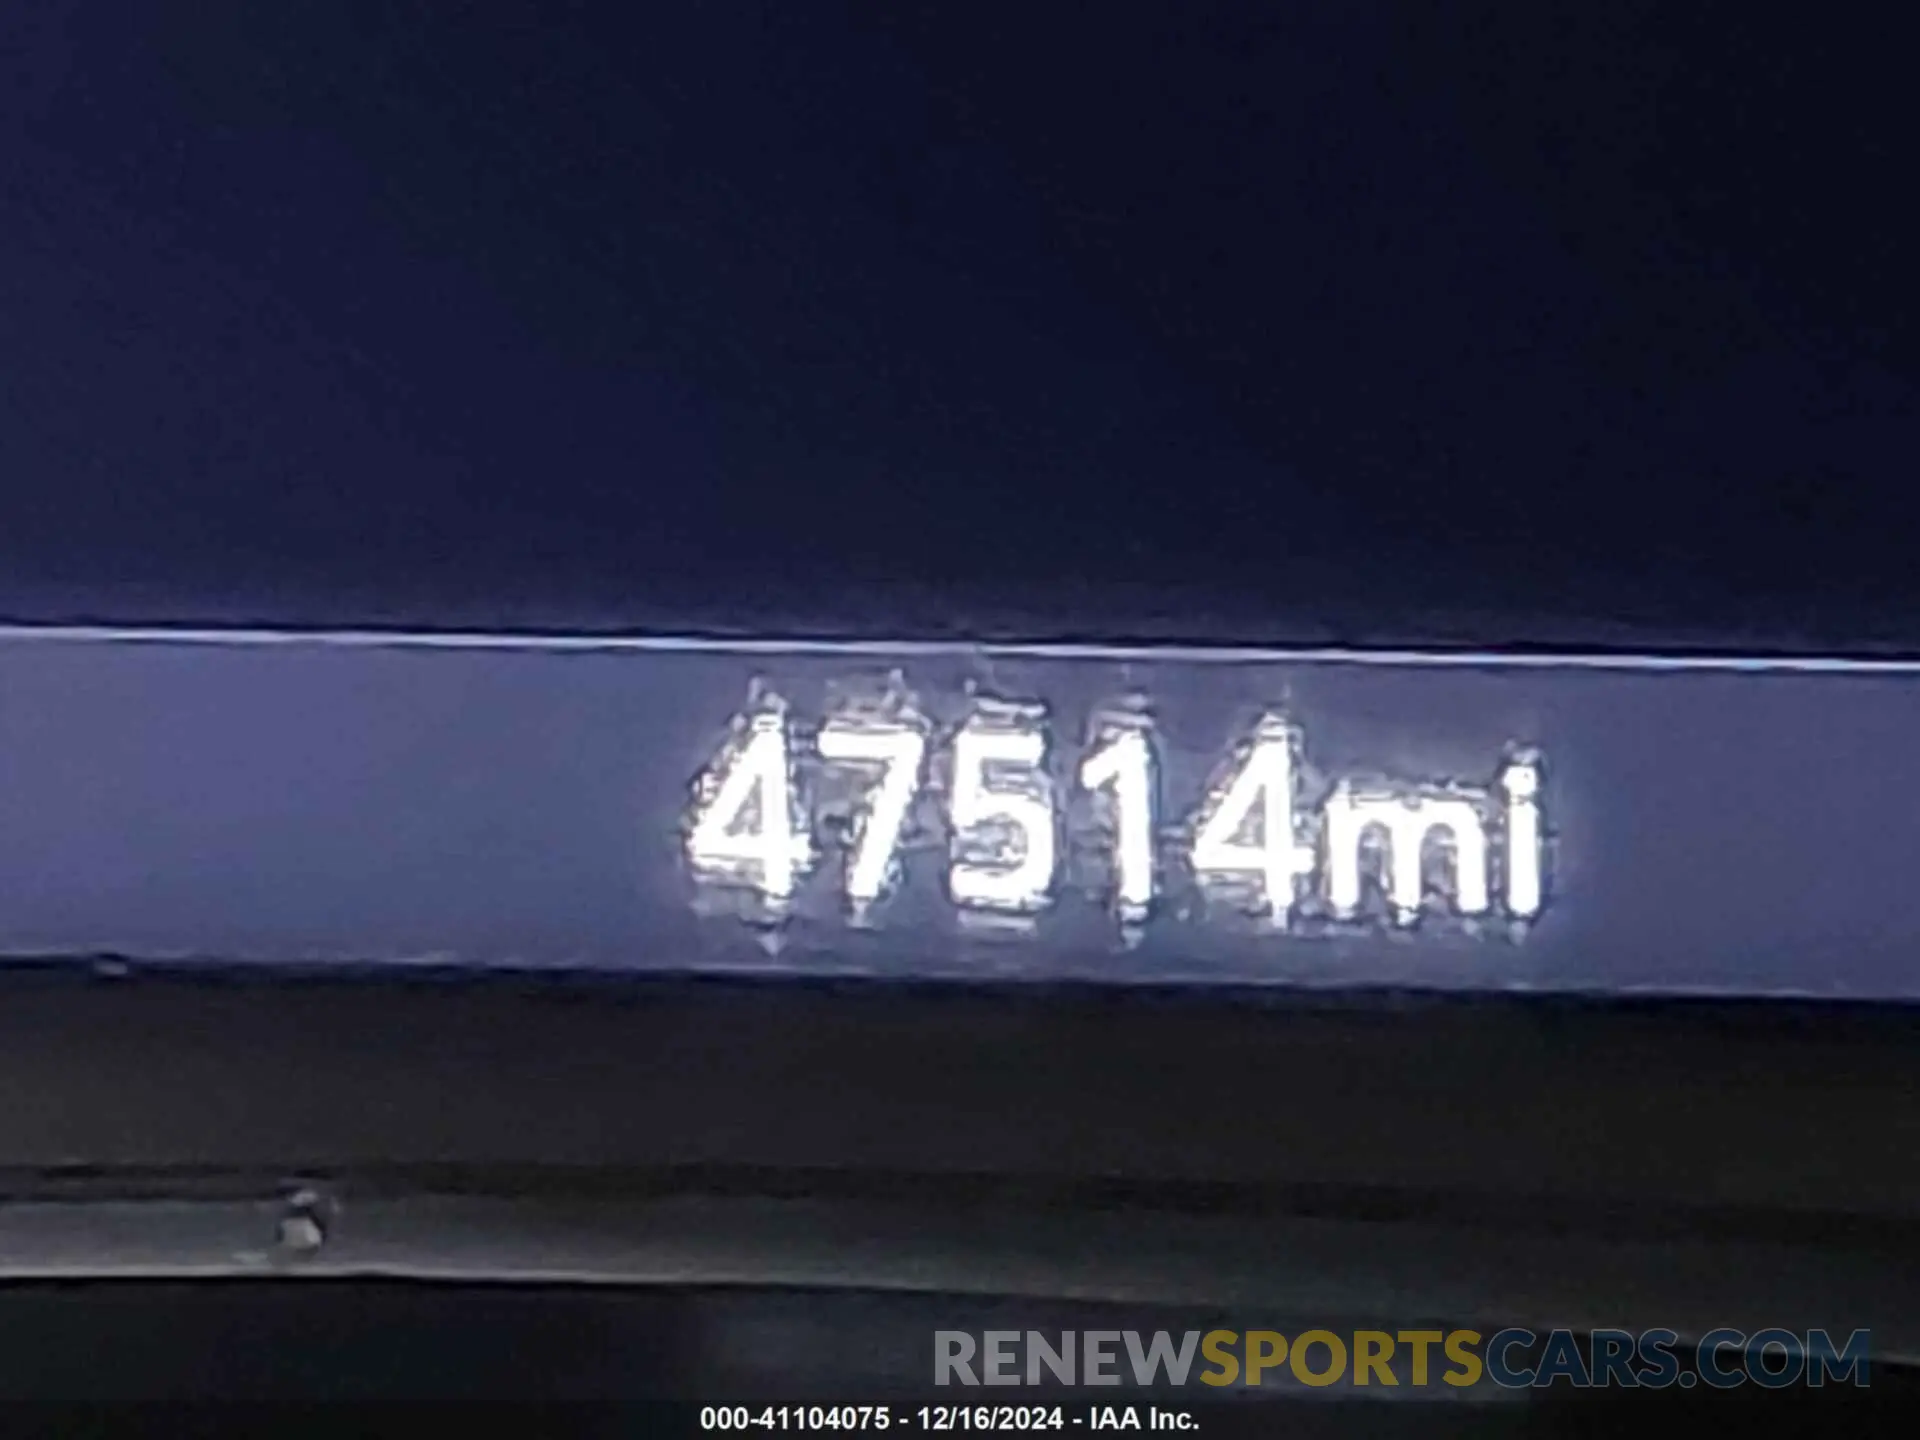 47514mi
RENEWSPORTSCARS.COM
000-41104075 - 12/16/2024 - IAA Inc.